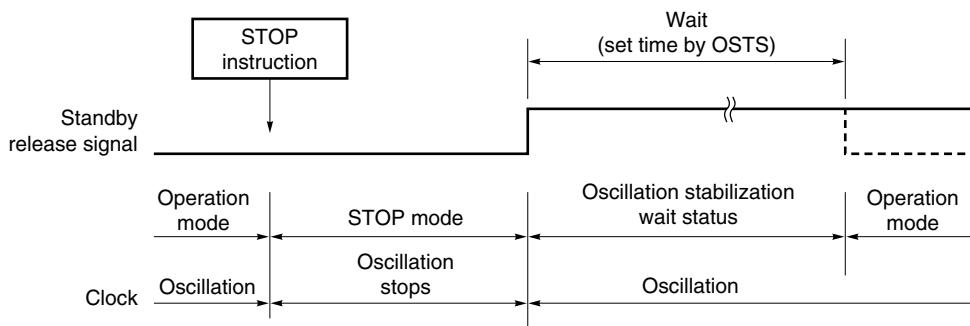 STOP
instruction
Wait
(set time by OSTS)
Standby
release signal
Operation
mode
STOP mode
Oscillation stabilization
wait status
Operation
mode
Clock
Oscillation
Oscillation
stops
Oscillation